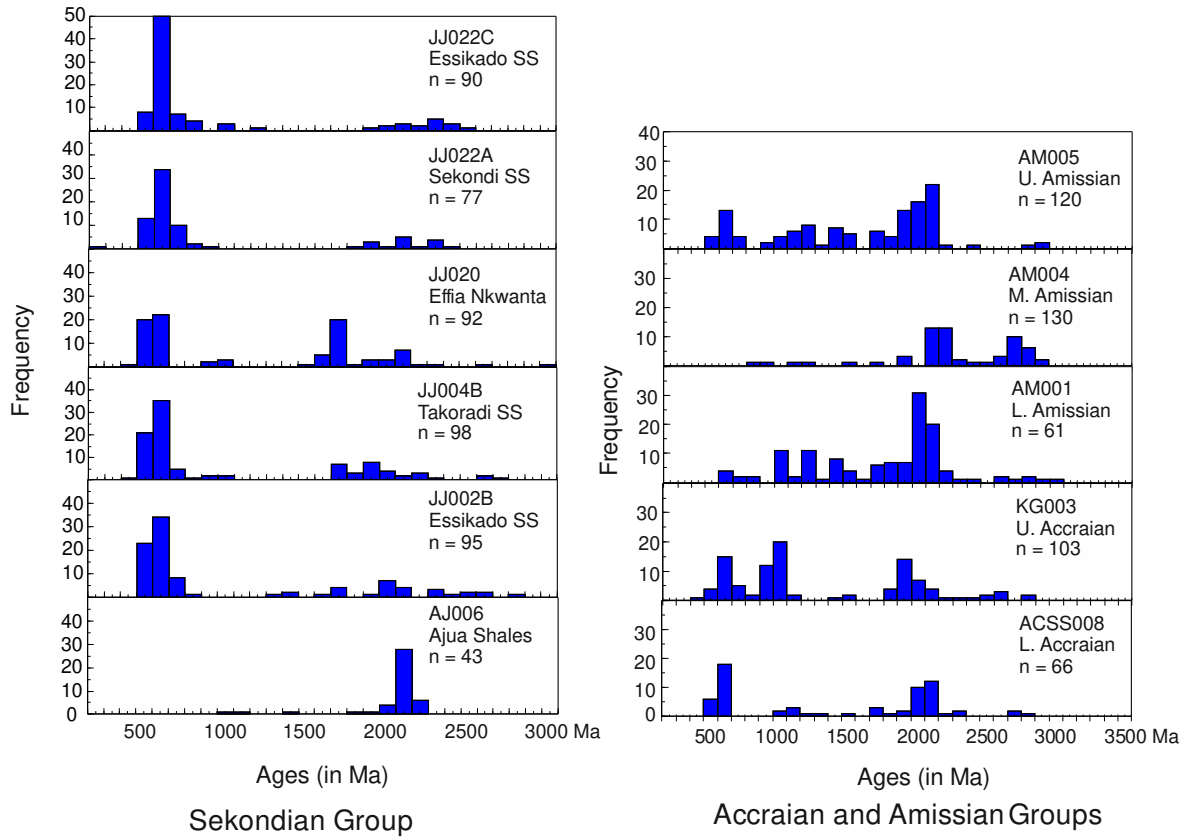 50
40
30
20
10
JJ022C
Essikado SS
n = 90
40
30
20
10
JJ022A
Sekondi SS
n = 77
40
30
20
10
JJ020
Effia Nkwanta
n = 92
40
30
20
10
JJ004B
Takoradi SS
n = 98
40
30
20
10
JJ002B
Essikado SS
n = 95
40
30
20
10
0
AJ006
Ajua Shales
n = 43
Frequency
500 1000 1500 2000 2500 3000 Ma
Ages (in Ma)
Sekondian Group
40
30
20
10
AM005
U. Amissian
n = 120
30
20
10
AM004
M. Amissian
n = 130
30
20
10
AM001
L. Amissian
n = 61
30
20
10
KG003
U. Accraian
n = 103
30
20
10
0
ACSS008
L. Accraian
n = 66
Frequency
500 1000 1500 2000 2500 3000 3500 Ma
Ages (in Ma)
Accraian and Amissian Groups